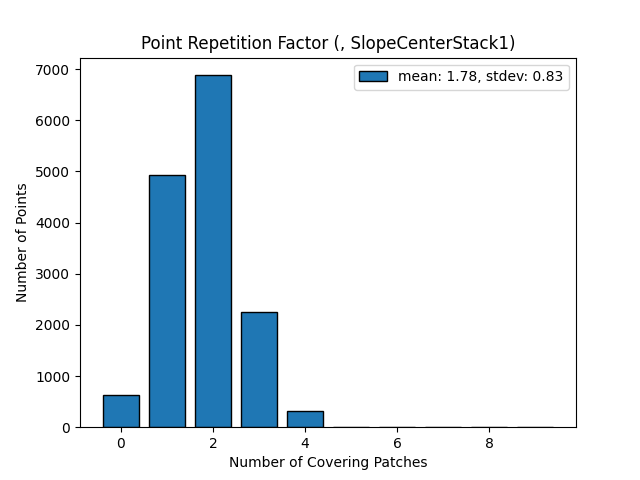 Point Repetition Factor (, SlopeCenterStack1)
mean: 1.78, stdev: 0.83
7000
6000
5000
4000
3000
2000
1000
0
Number of Points
0 2 4 6 8
Number of Covering Patches